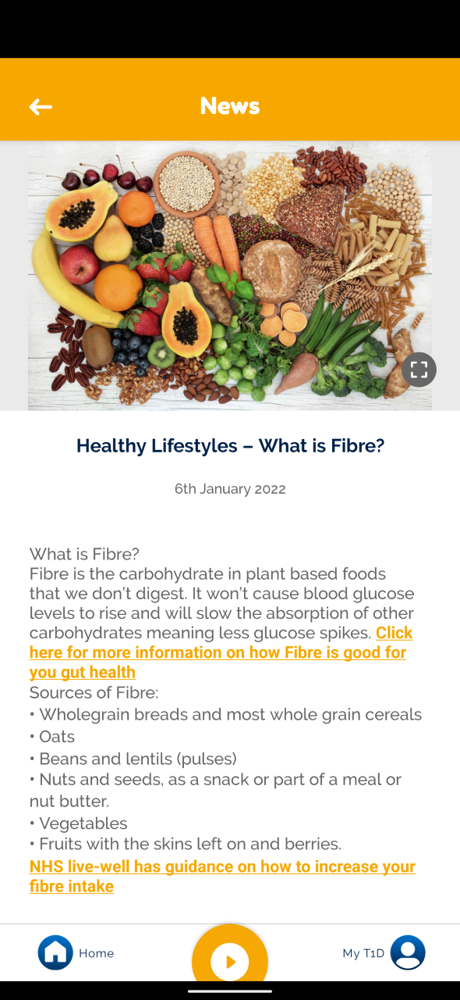 News
Healthy Lifestyles – What is Fibre?
6th January 2022
What is Fibre?
Fibre is the carbohydrate in plant based foods
that we don't digest. It won't cause blood glucose
levels to rise and will slow the absorption of other
carbohydrates meaning less glucose spikes. Click
here for more information on how Fibre is good for
you gut health
Sources of Fibre:
• Wholegrain breads and most whole grain cereals
• Oats
• Beans and lentils (pulses)
• Nuts and seeds, as a snack or part of a meal or
nut butter.
• Vegetables
• Fruits with the skins left on and berries.
NHS live-well has guidance on how to increase your
fibre intake
Home
My T1D